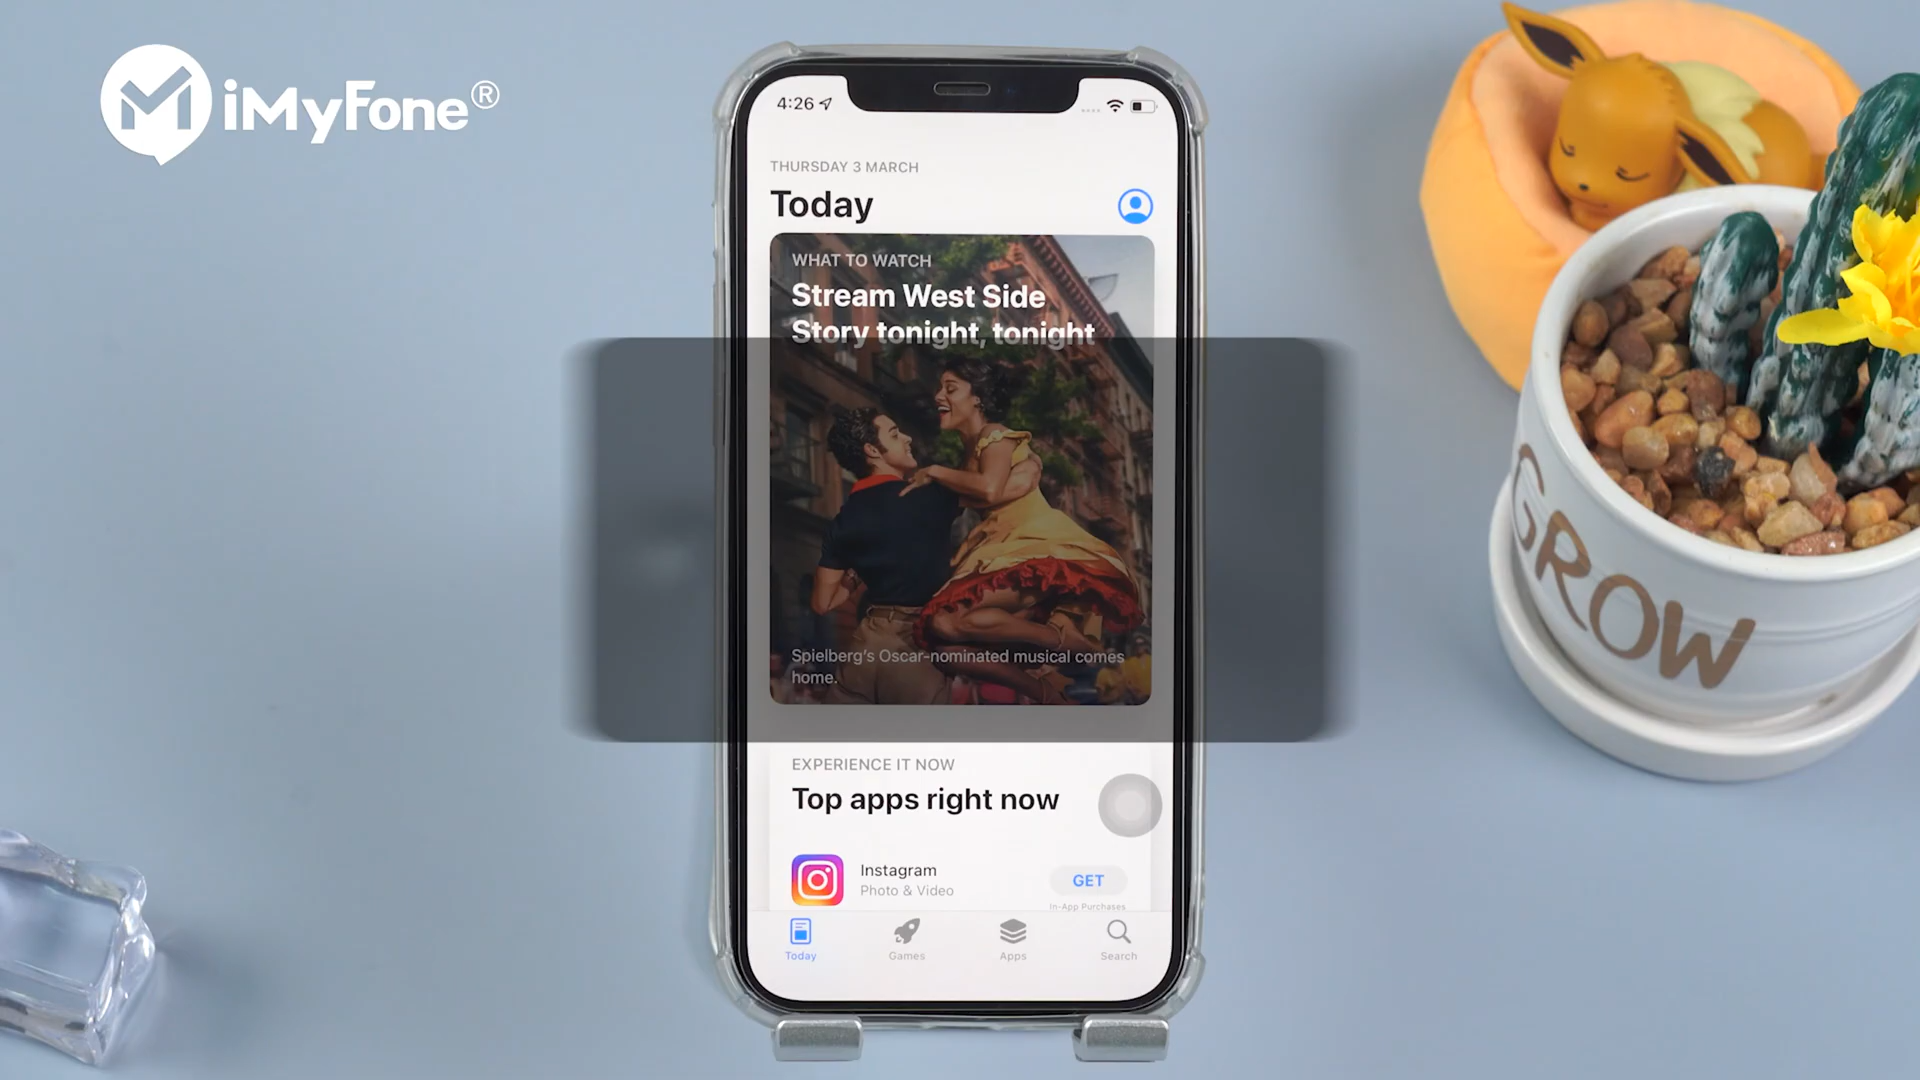 iMyFone®
4:26
THURSDAY 3 MARCH
Today
WHAT TO WATCH
Stream West Side
Story tonight, tonight
Spielberg's Oscar-nominated musical comes
home.
EXPERIENCE IT NOW
Top apps right now
Instagram
Photo & Video
GET
In-App Purchases
Today
Games
Apps
Search
GROW